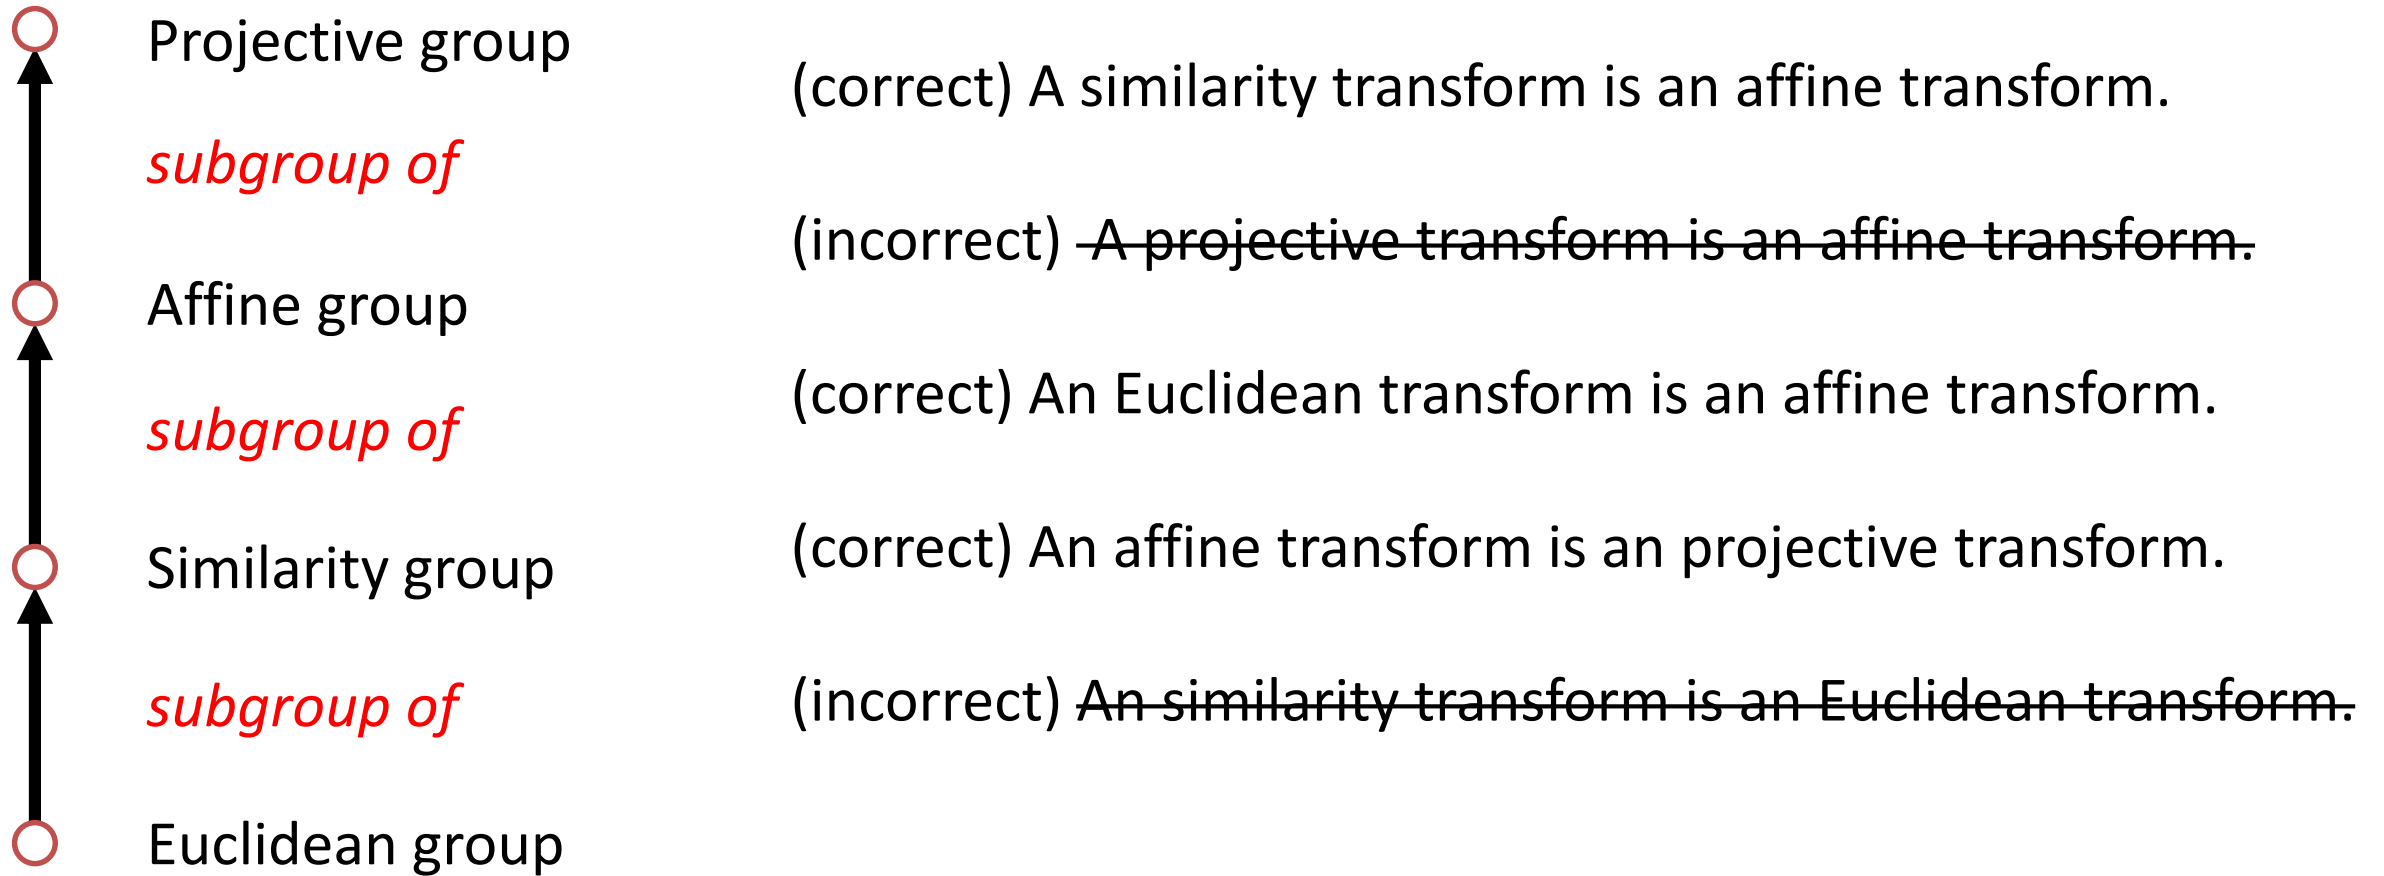 Projective group
subgroup of
Affine group
subgroup of
Similarity group
subgroup of
Euclidean group
(correct) A similarity transform is an affine transform.
(incorrect) A projective transform is an affine transform.
(correct) An Euclidean transform is an affine transform.
(correct) An affine transform is an projective transform.
(incorrect) An similarity transform is an Euclidean transform.